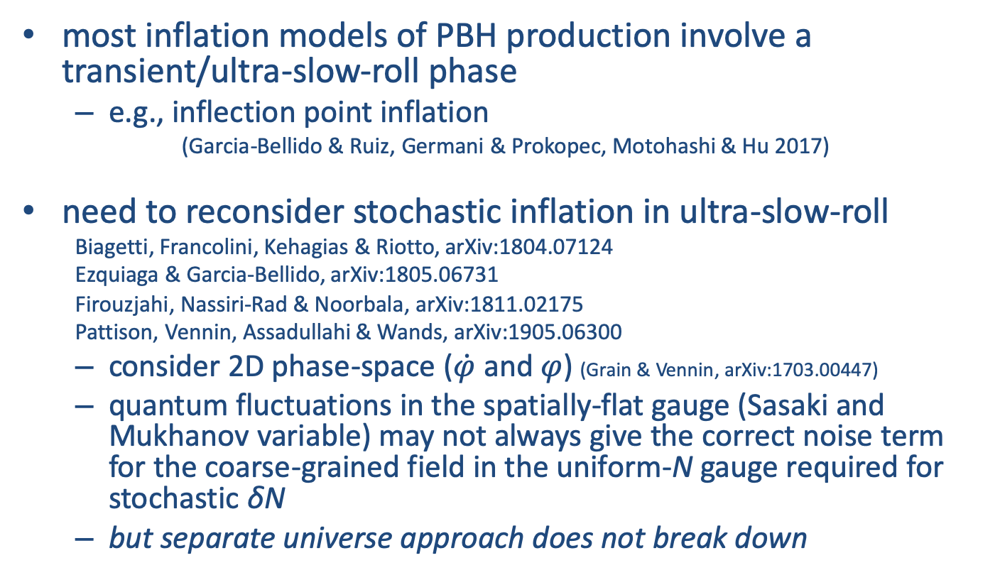 • most inflation models of PBH production involve a
transient/ultra-slow-roll phase
– e.g., inflection point inflation
(Garcia-Bellido & Ruiz, Germani & Prokopec, Motohashi & Hu 2017)
• need to reconsider stochastic inflation in ultra-slow-roll
Biagetti, Francolini, Kehagias & Riotto, arXiv:1804.07124
Ezquiaga & Garcia-Bellido, arXiv:1805.06731
Firouzjahi, Nassiri-Rad & Noorbala, arXiv:1811.02175
Pattison, Vennin, Assadullahi & Wands, arXiv:1905.06300
– consider 2D phase-space (φ̇ and φ) (Grain & Vennin, arXiv:1703.00447)
– quantum fluctuations in the spatially-flat gauge (Sasaki and
Mukhanov variable) may not always give the correct noise term
for the coarse-grained field in the uniform-N gauge required for
stochastic δN
– but separate universe approach does not break down